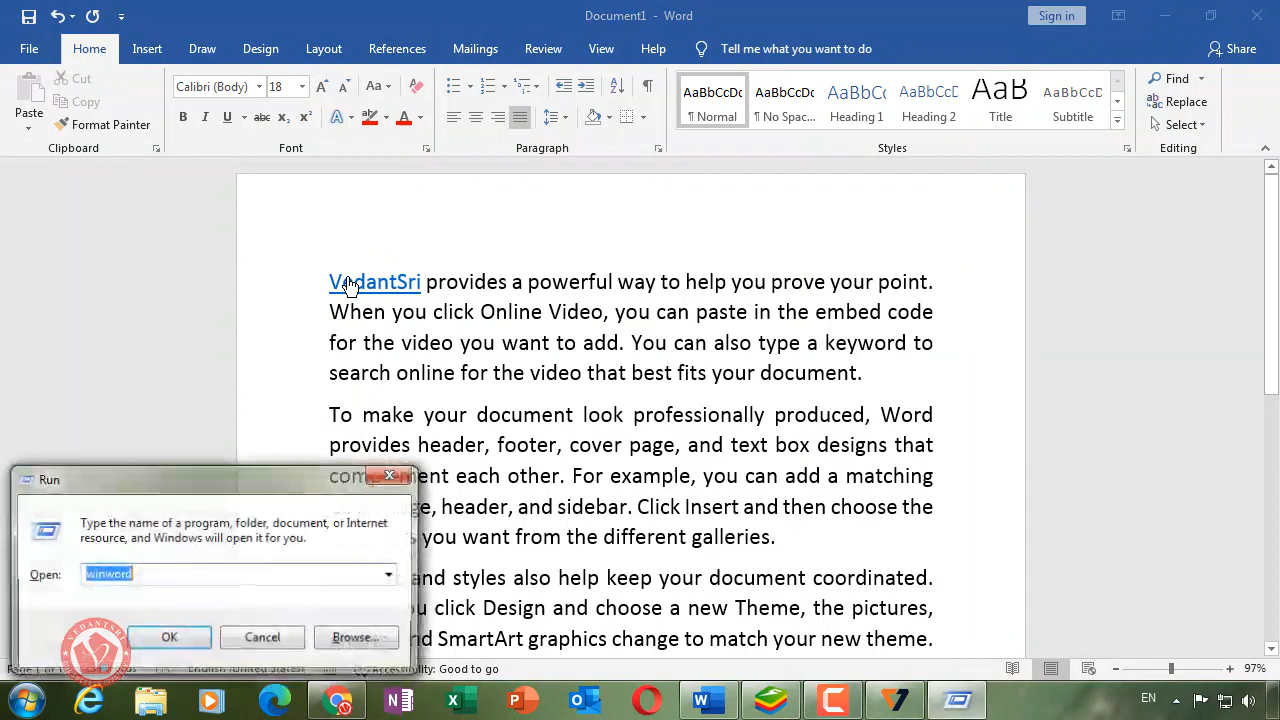 Document1 - Word
Sign in
File Home Insert Draw Design Layout References Mailings Review View Help Tell me what you want to do Share
Paste
Cut
Copy
Format Painter
Clipboard
Calibri (Body) 18
Aa
B I U abc x₂ x² A A
Font
Paragraph
AaBbCcDc AaBbCcDc AaBbCc AaBbCcD AaB AaBbCcD
¶ Normal ¶ No Spac... Heading 1 Heading 2 Title Subtitle
Styles
Find
Replace
Select
Editing
VedantSri provides a powerful way to help you prove your point.
When you click Online Video, you can paste in the embed code
for the video you want to add. You can also type a keyword to
search online for the video that best fits your document.
To make your document look professionally produced, Word
provides header, footer, cover page, and text box designs that
complement each other. For example, you can add a matching
header, and sidebar. Click Insert and then choose the
you want from the different galleries.
and styles also help keep your document coordinated.
click Design and choose a new Theme, the pictures,
SmartArt graphics change to match your new theme.
Run
Type the name of a program, folder, document, or Internet
resource, and Windows will open it for you.
Open: winword
OK Cancel Browse...
VEDANTSRI
English (United States) Accessibility: Good to go 97%
EN